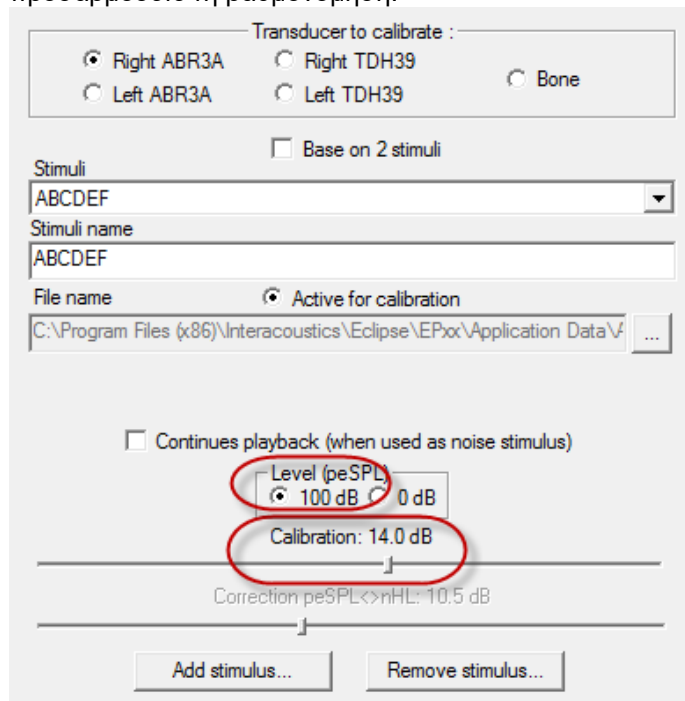 προσαρμόσετε τη βαθμονόμηση.
Transducer to calibrate :
Right ABR3A Right TDH39
Bone
Left ABR3A Left TDH39
Base on 2 stimuli
Stimuli
ABCDEF
Stimuli name
ABCDEF
File name Active for calibration
C:\Program Files (x86)\Interacoustics\Eclipse\EPxx\Application Data\A ...
Continues playback (when used as noise stimulus)
Level (peSPL)
100 dB 0 dB
Calibration: 14.0 dB
Correction peSPL<>nHL: 10.5 dB
Add stimulus... Remove stimulus...